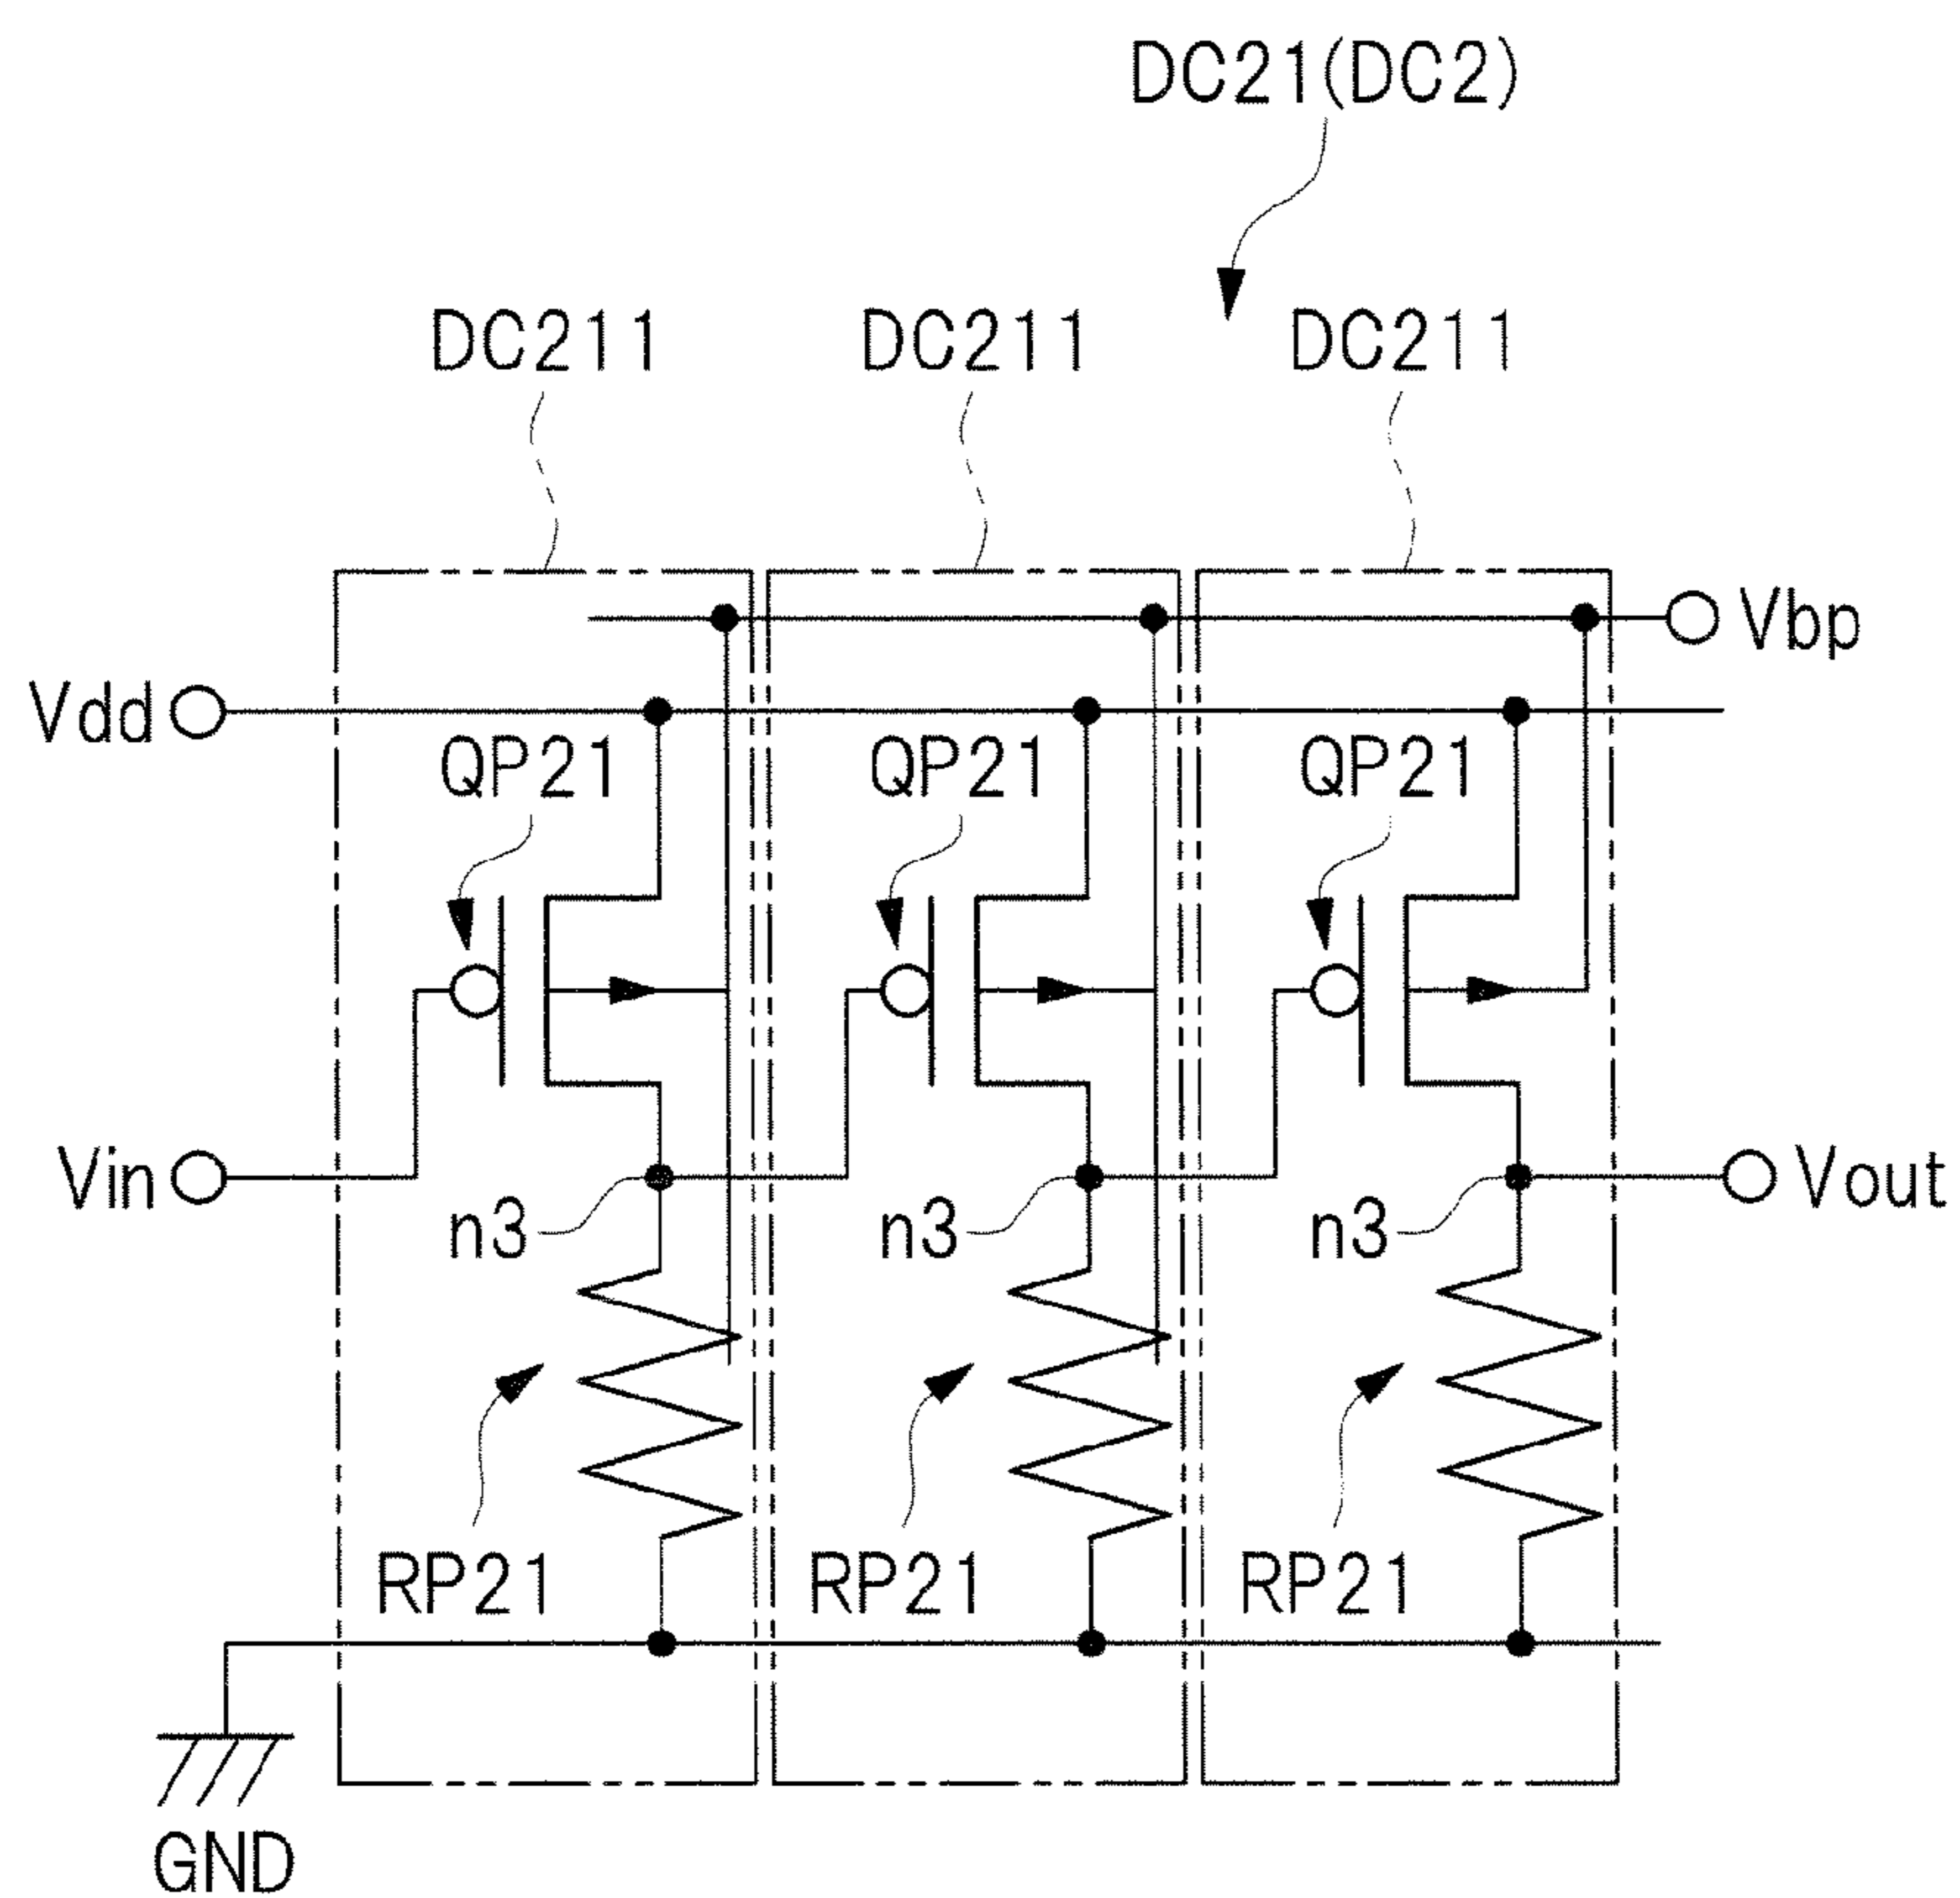 DC21(DC2)
DC211
DC211
DC211
Vbp
Vdd
QP21
QP21
QP21
Vin
Vout
n3
n3
n3
RP21
RP21
RP21
GND